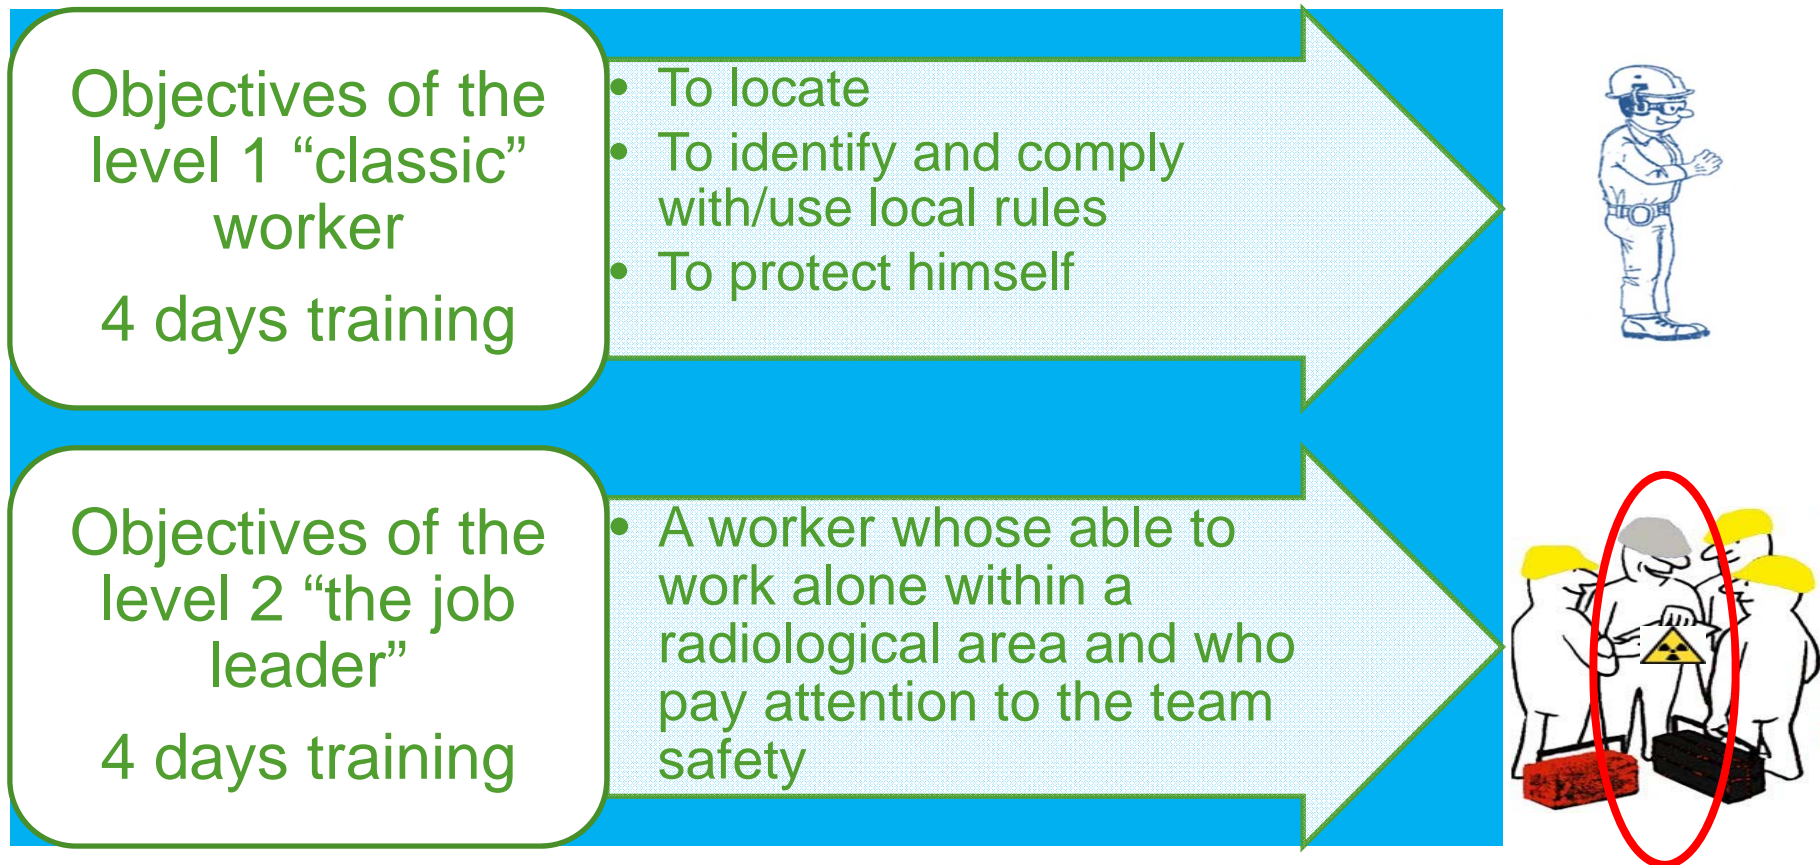 Objectives of the
level 1 “classic”
worker
4 days training
• To locate
• To identify and comply
with/use local rules
• To protect himself
Objectives of the
level 2 “the job
leader”
4 days training
• A worker whose able to
work alone within a
radiological area and who
pay attention to the team
safety